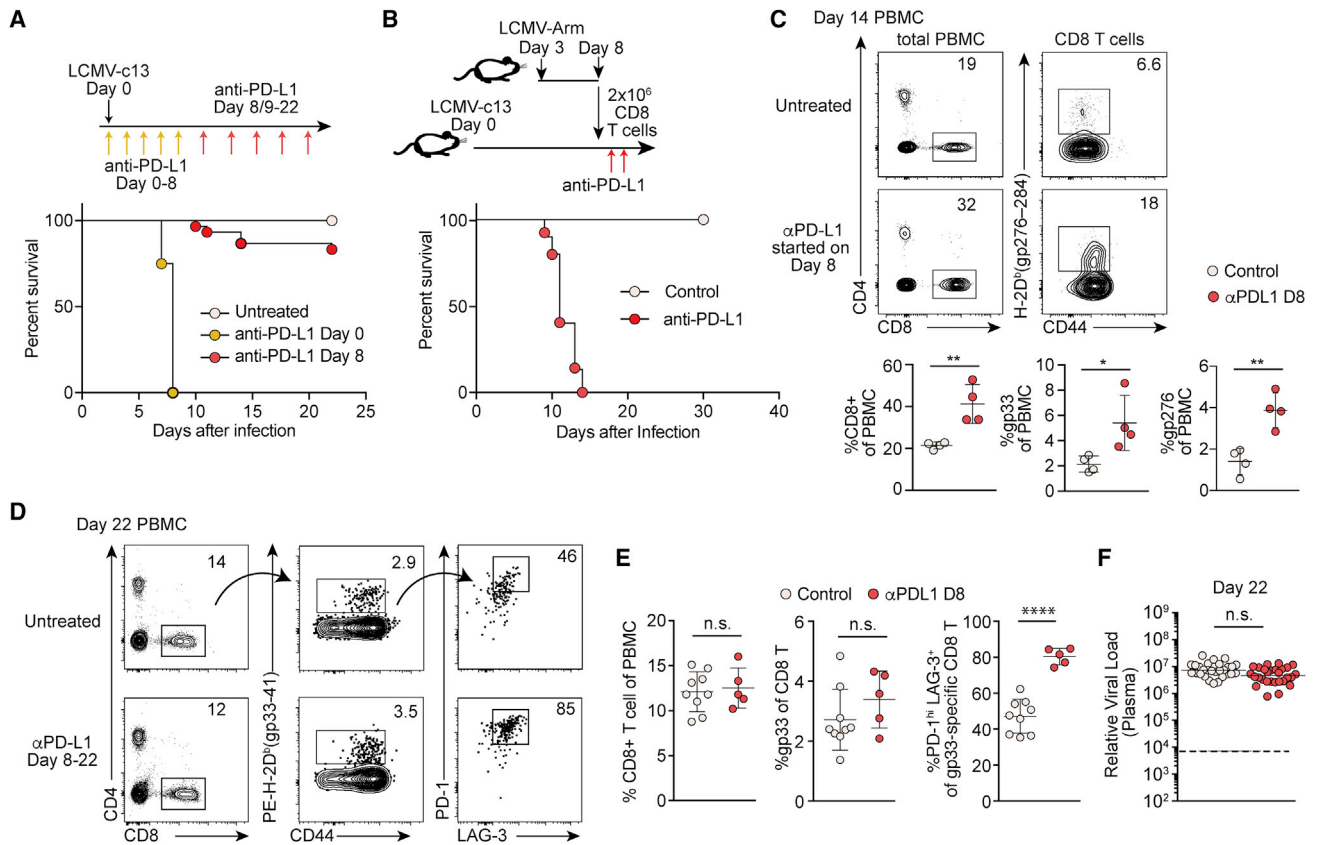 A
LCMV-c13
Day 0
anti-PD-L1
Day 8/9-22
anti-PD-L1
Day 0-8
Percent survival
100
50
0
0 5 10 15 20 25
Days after infection
Untreated
anti-PD-L1 Day 0
anti-PD-L1 Day 8
B
LCMV-Arm
Day 3 Day 8
LCMV-c13
Day 0
2x10⁶
CD8
T cells
anti-PD-L1
Percent survival
100
50
0
0 10 20 30 40
Days after Infection
Control
anti-PD-L1
C
Day 14 PBMC
total PBMC CD8 T cells
Untreated
19
6.6
αPD-L1
started on
Day 8
32
18
CD4
CD8
H-2Dᵇ(gp276–284)
CD44
Control
αPDL1 D8
%CD8+
of PBMC
60
40
20
0
**
%gp33
of PBMC
10
8
6
4
2
0
*
%gp276
of PBMC
6
4
2
0
**
D
Day 22 PBMC
Untreated
14
2.9
46
αPD-L1
Day 8-22
12
3.5
85
CD4
CD8
PE-H-2Dᵇ(gp33-41)
CD44
PD-1
LAG-3
E
Control αPDL1 D8
% CD8+ T cell of PBMC
20
15
10
5
0
n.s.
%gp33 of CD8 T
6
4
2
0
n.s.
%PD-1ʰⁱ LAG-3⁺
of gp33-specific CD8 T
100
80
60
40
20
0
****
F
Day 22
n.s.
Relative Viral Load
(Plasma)
10⁹
10⁸
10⁷
10⁶
10⁵
10⁴
10³
10²